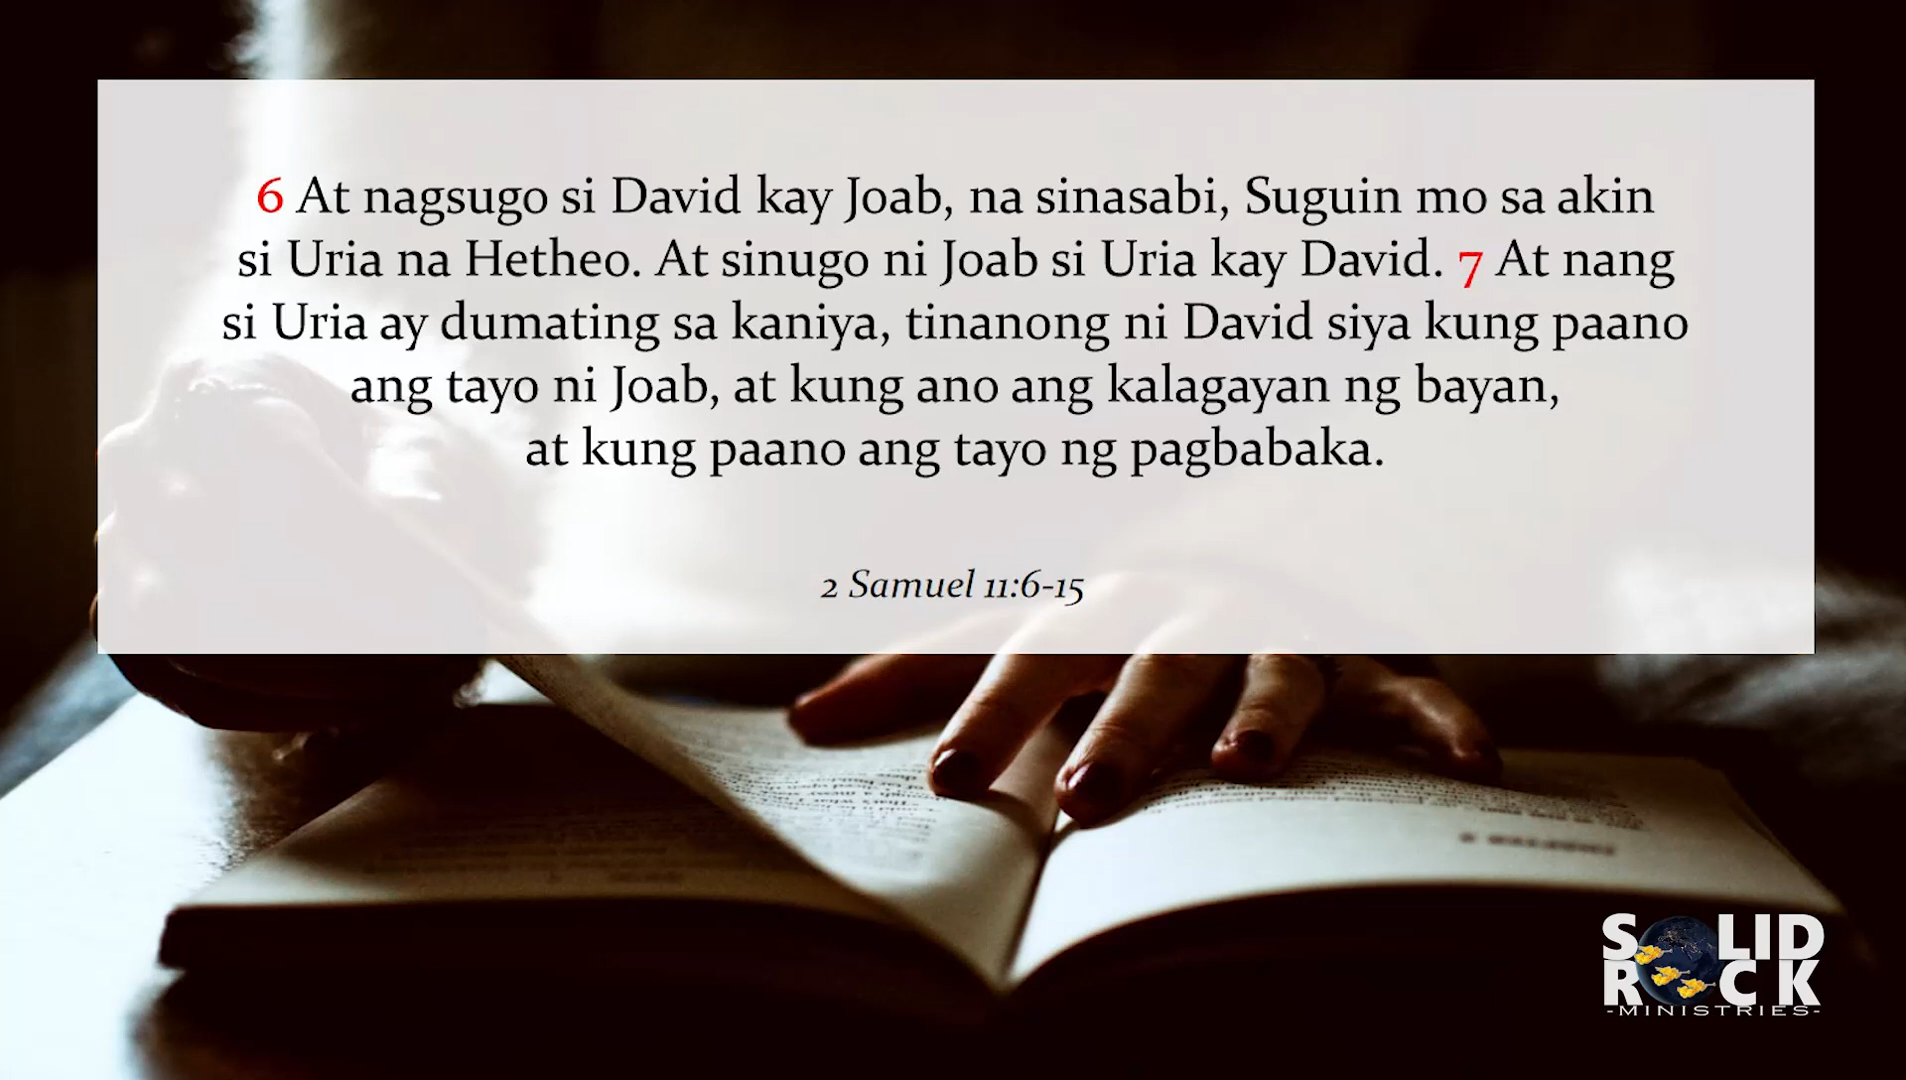 6 At nagsugo si David kay Joab, na sinasabi, Suguin mo sa akin
si Uria na Hetheo. At sinugo ni Joab si Uria kay David. 7 At nang
si Uria ay dumating sa kaniya, tinanong ni David siya kung paano
ang tayo ni Joab, at kung ano ang kalagayan ng bayan,
at kung paano ang tayo ng pagbabaka.
2 Samuel 11:6-15
SOLID
ROCK
-MINISTRIES-